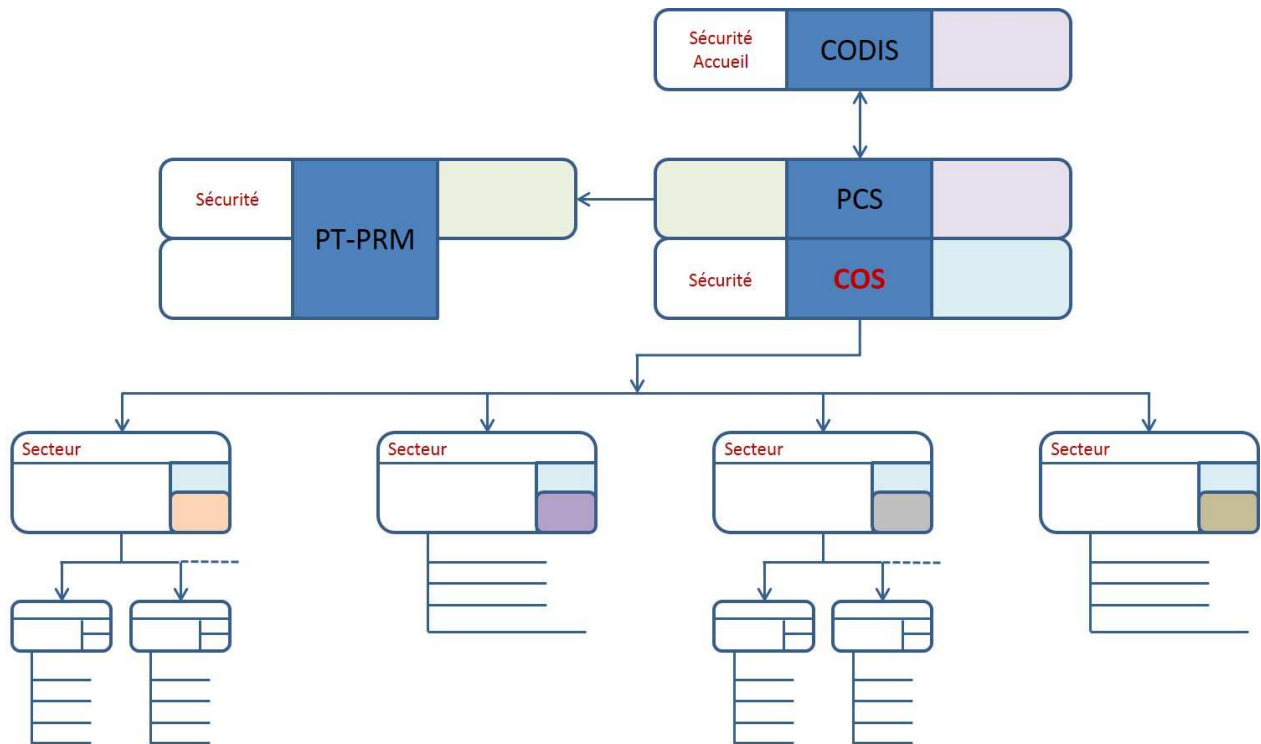 Sécurité
Accueil
CODIS
Sécurité
PT-PRM
PCS
Sécurité
COS
Secteur
Secteur
Secteur
Secteur